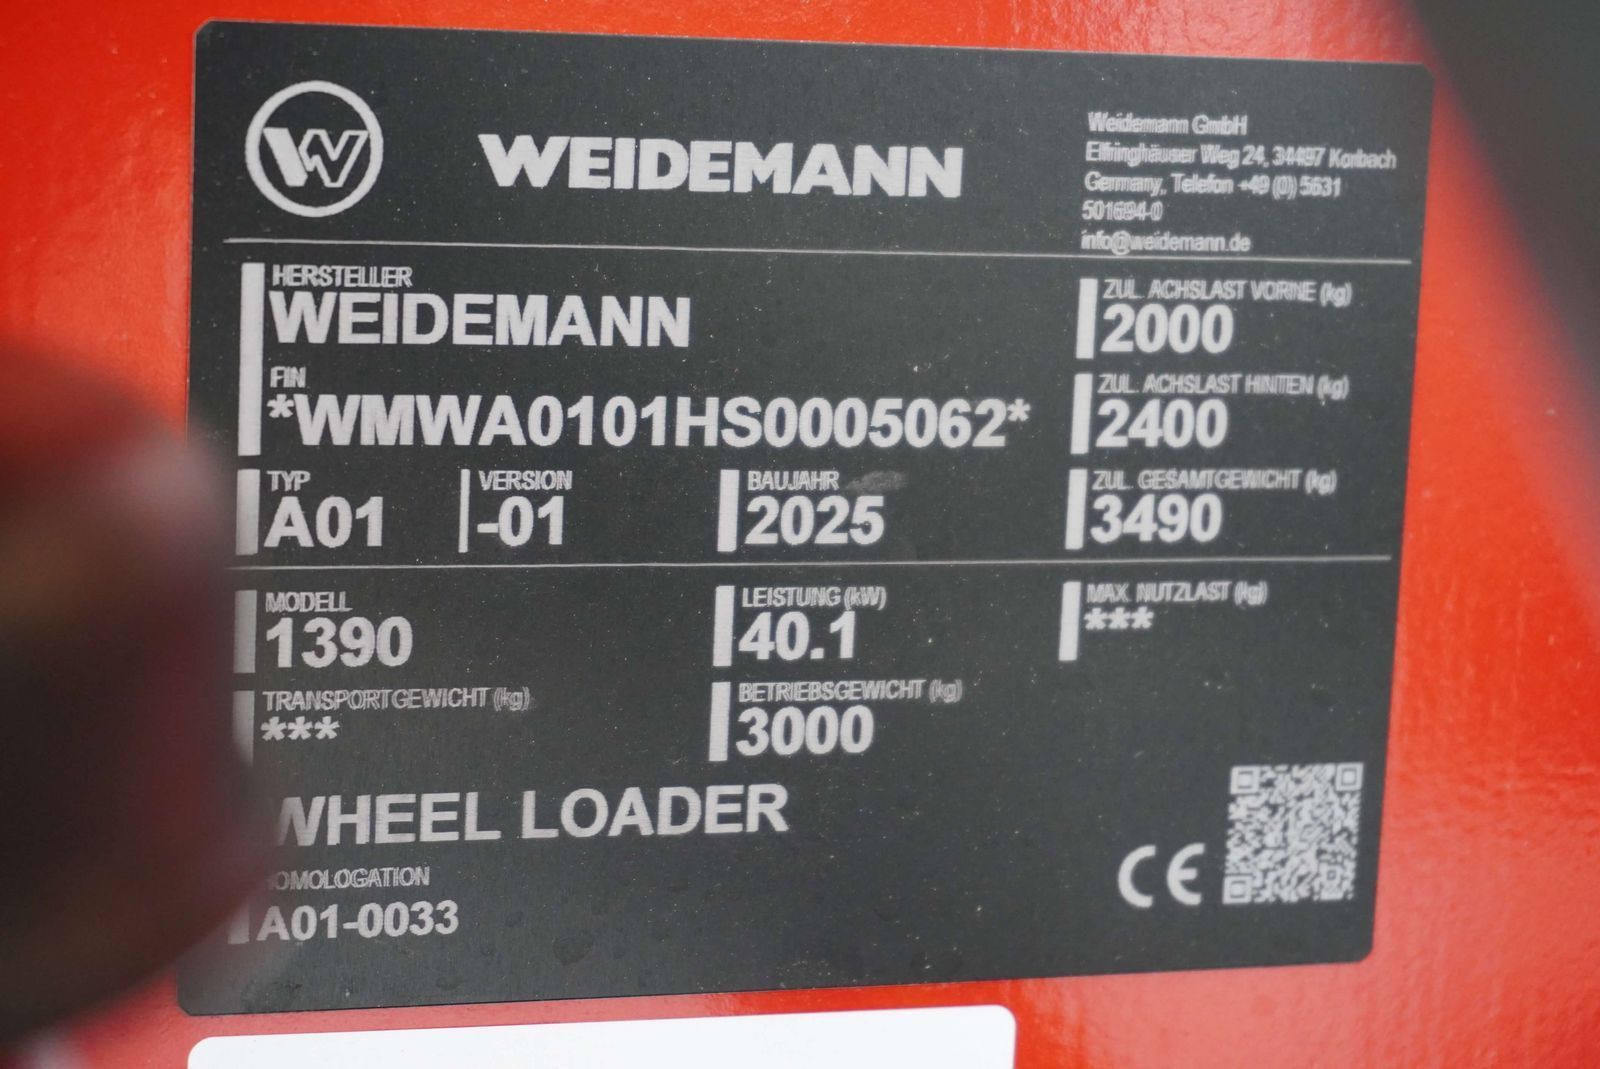 W
WEIDEMANN
Weidemann GmbH
Elfringhäuser Weg 24, 34497 Korbach
Germany, Telefon +49 (0) 5631
501694-0
info@weidemann.de
HERSTELLER
WEIDEMANN
ZUL. ACHSLAST VORNE (kg)
2000
FIN
*WMWA0101HS0005062*
ZUL. ACHSLAST HINTEN (kg)
2400
TYP
A01
VERSION
-01
BAUJAHR
2025
ZUL. GESAMTGEWICHT (kg)
3490
MODELL
1390
LEISTUNG (kW)
40.1
MAX. NUTZLAST (kg)
***
TRANSPORTGEWICHT (kg)
***
BETRIEBSGEWICHT (kg)
3000
WHEEL LOADER
HOMOLOGATION
A01-0033
CE